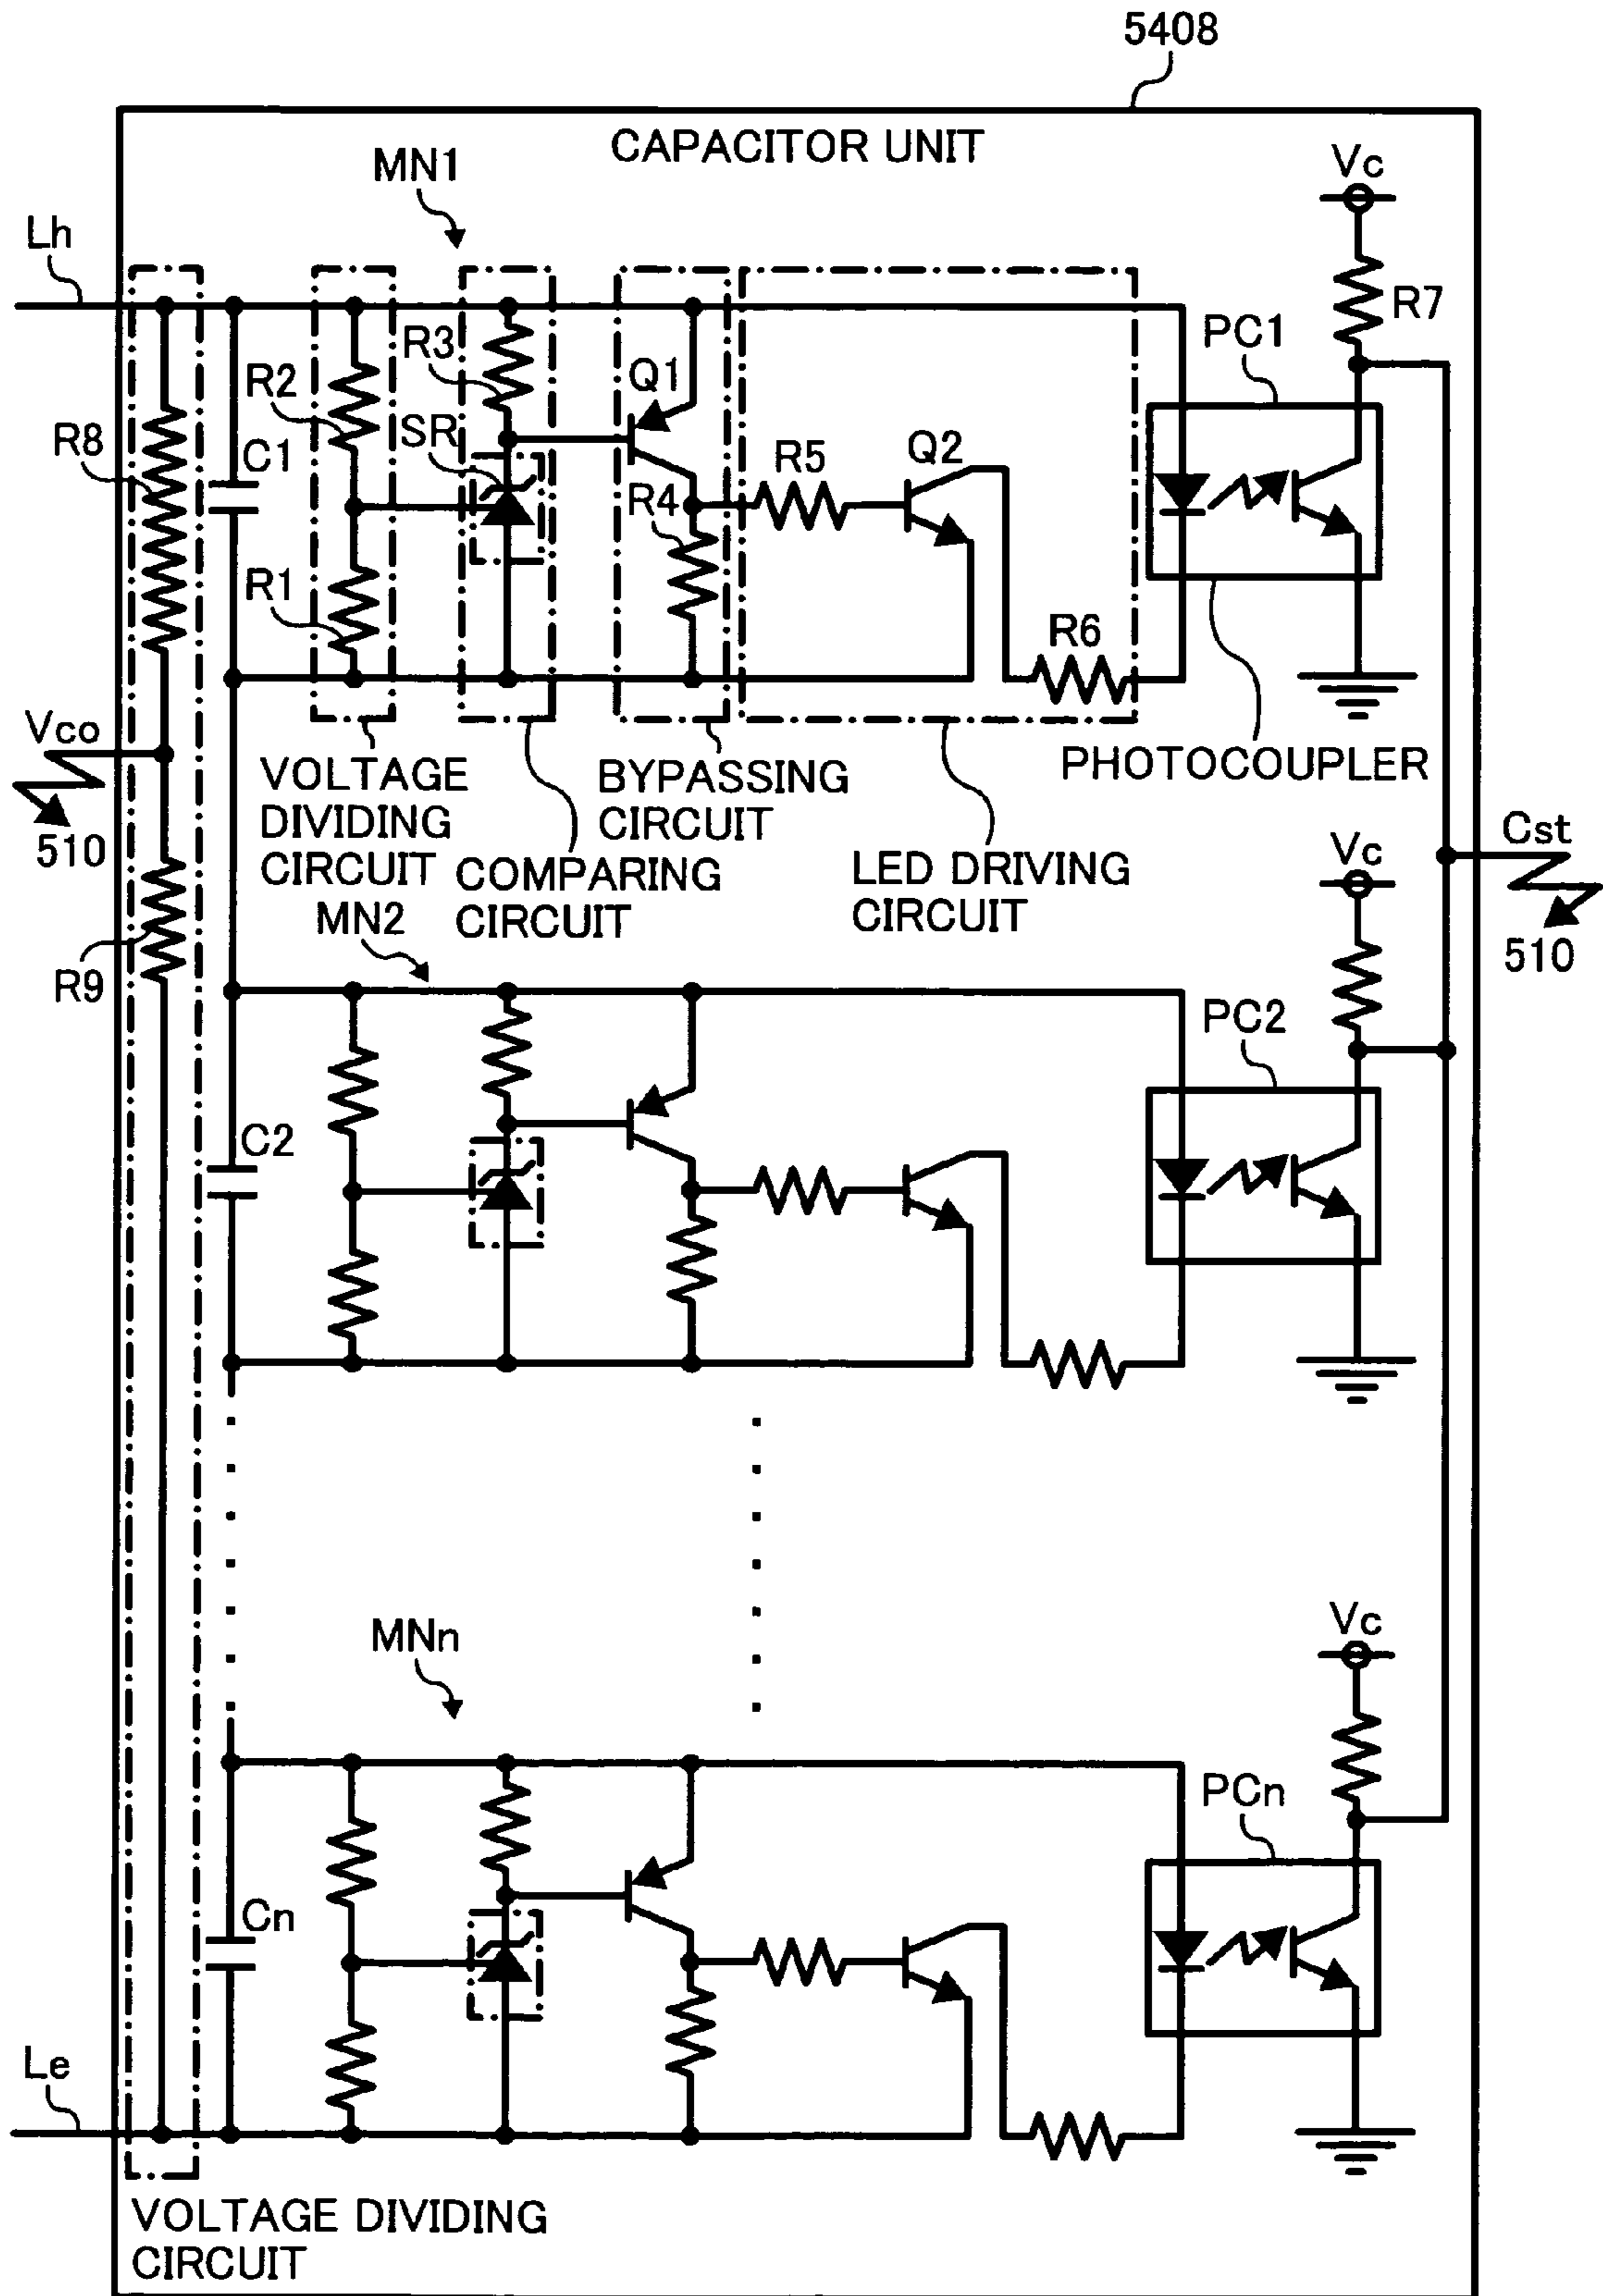 5408
CAPACITOR UNIT
MN1
Vc
Lh
R7
R3
PC1
Q1
R2
SR
Q2
R8
C1
R5
R4
R1
R6
Vco
510
VOLTAGE
DIVIDING
CIRCUIT
COMPARING
CIRCUIT
BYPASSING
CIRCUIT
LED DRIVING
CIRCUIT
PHOTOCOUPLER
Vc
Cst
510
MN2
R9
PC2
C2
MNn
Vc
PCn
Cn
Le
VOLTAGE DIVIDING
CIRCUIT